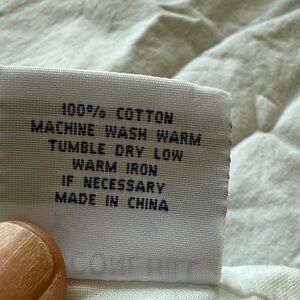 100% COTTON
MACHINE WASH WARM
TUMBLE DRY LOW
WARM IRON
IF NECESSARY
MADE IN CHINA